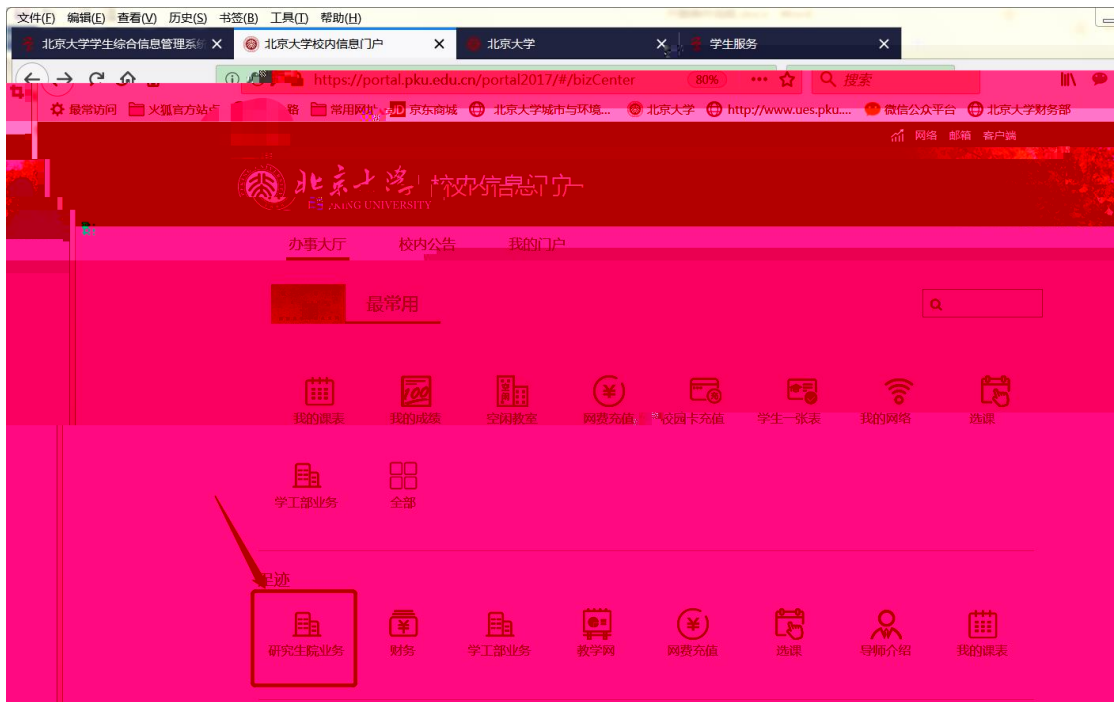 文件(F) 编辑(E) 查看(V) 历史(S) 书签(B) 工具(T) 帮助(H)
北京大学学生综合信息管理系统 北京大学校内信息门户 北京大学 学生服务
https://portal.pku.edu.cn/portal2017/#/bizCenter 80% 搜索
最常访问 火狐官方站点 常用网址 JD 京东商城 北京大学城市与环境... 北京大学 http://www.ues.pku.... 微信公众平台 北京大学财务部
网络 邮箱 客户端
北京大学 校内信息门户
PEKING UNIVERSITY
办事大厅 校内公告 我的门户
最常用
我的课表 我的成绩 空闲教室 网费充值 校园卡充值 学生一张表 我的网络 选课
学工部业务 全部
足迹
研究生院业务 财务 学工部业务 教学网 网费充值 选课 导师介绍 我的课表